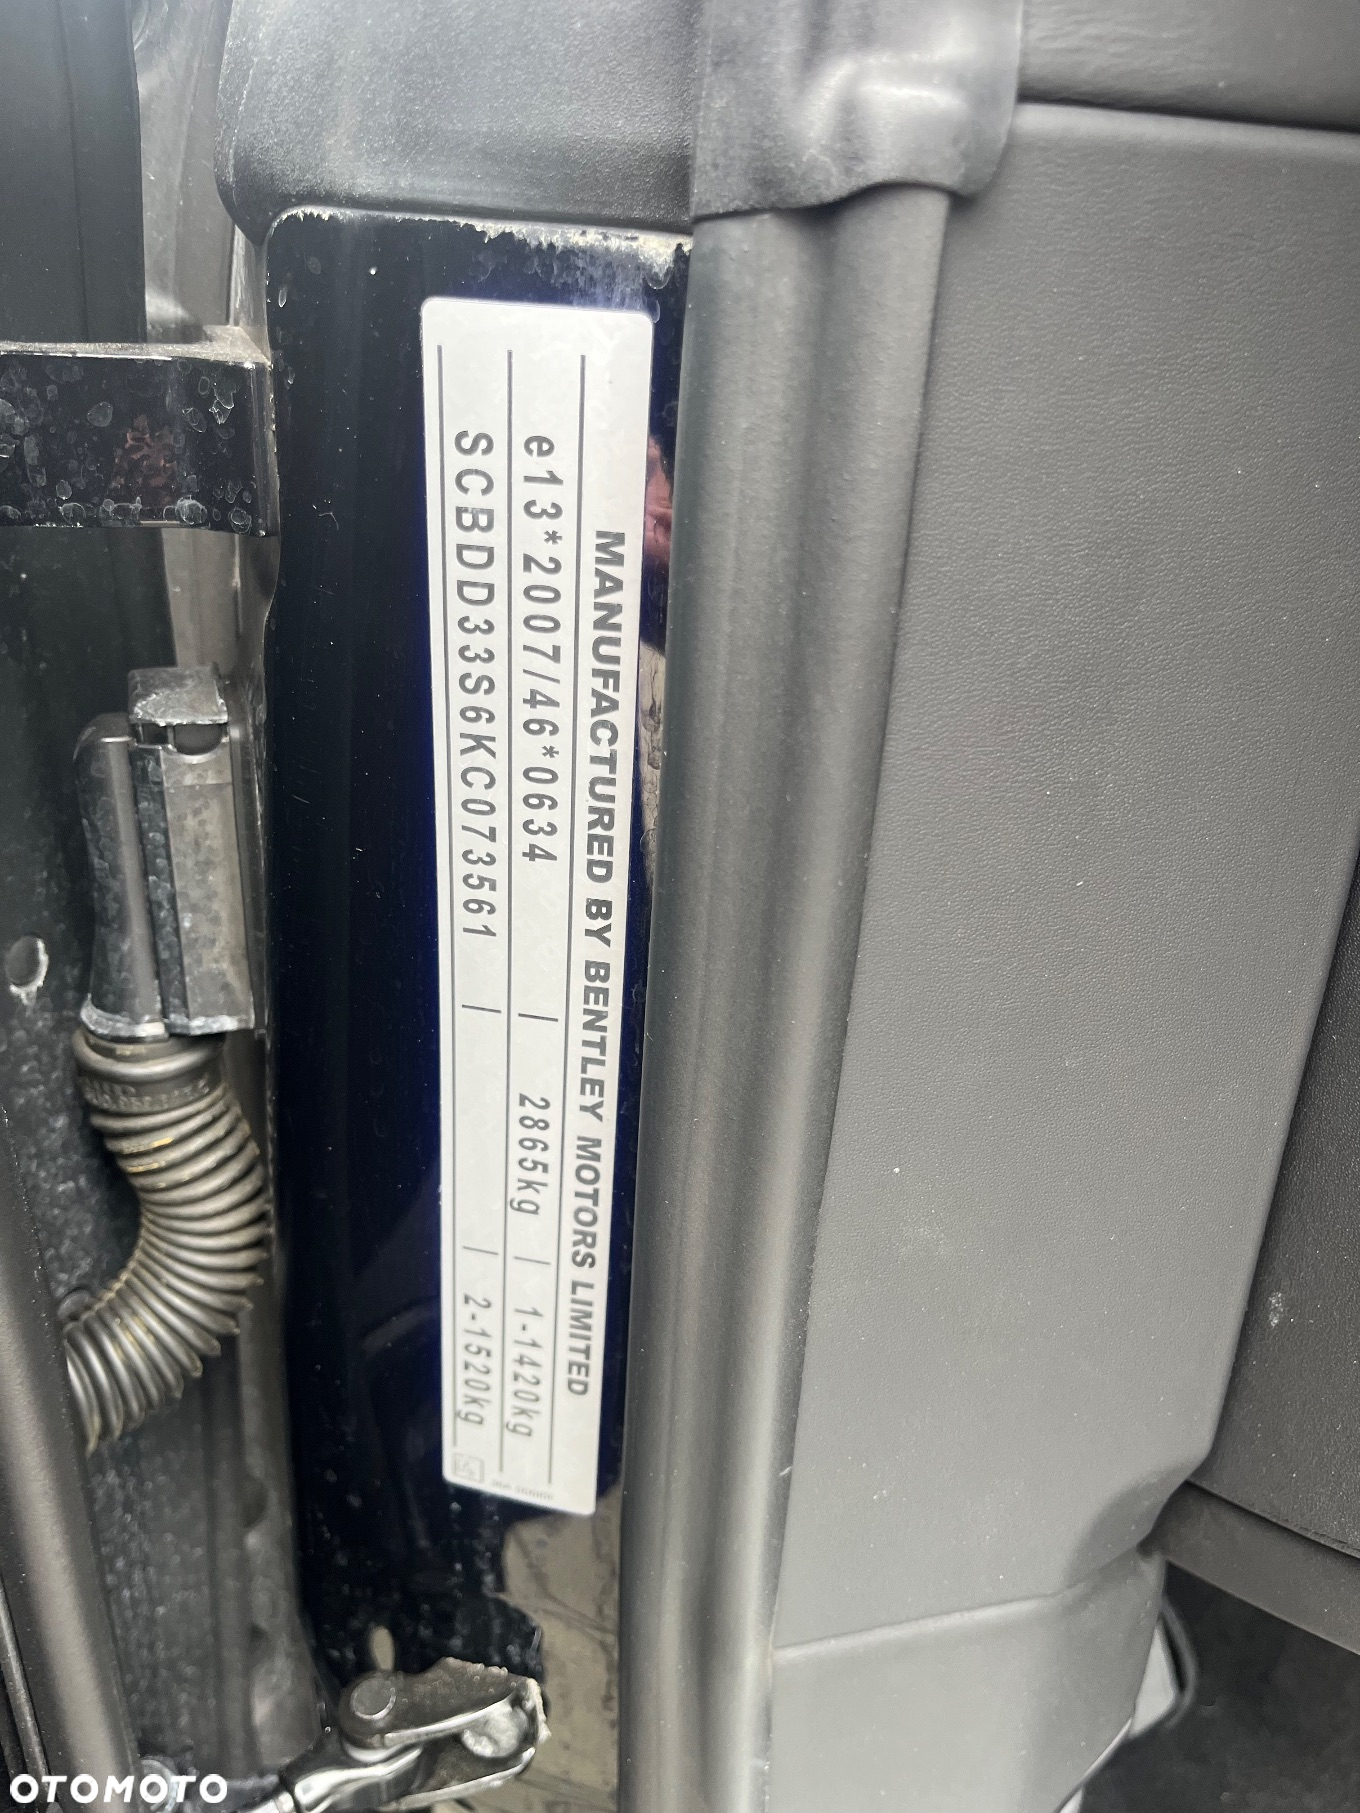 MANUFACTURED BY BENTLEY MOTORS LIMITED
e13*2007/46*0634 | 2865kg | 1-1420kg
SCBDD33S6KC073561 | | 2-1520kg
OTOMOTO